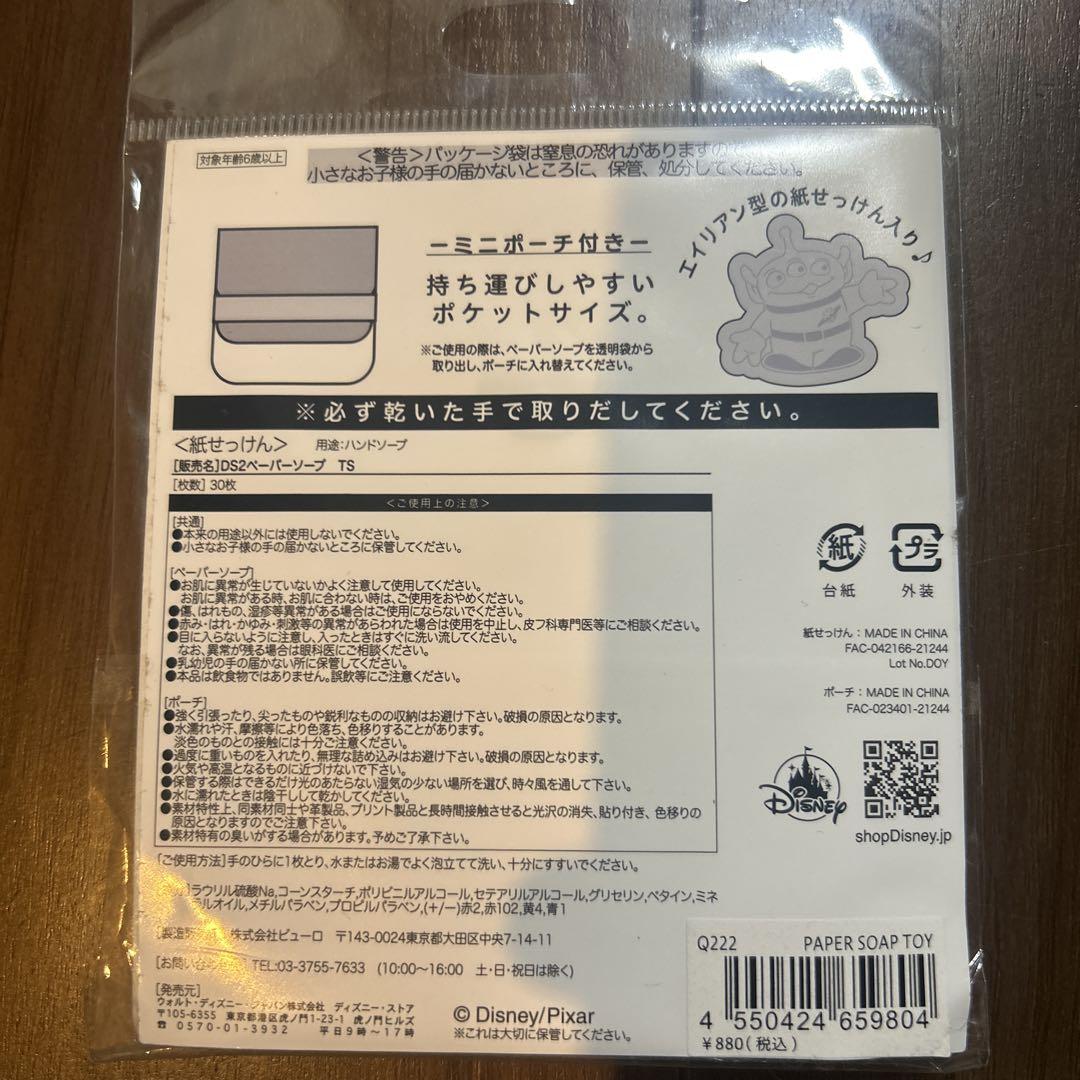 対象年齢6歳以上
＜警告＞パッケージ袋は窒息の恐れがありますので
小さなお子様の手の届かないところに、保管、処分してください。
エイリアン型の紙せっけん入り♪
ーミニポーチ付きー
持ち運びしやすい
ポケットサイズ。
※ご使用の際は、ペーパーソープを透明袋から
取り出し、ポーチに入れ替えてください。
※必ず乾いた手で取りだしてください。
＜紙せっけん＞ 用途:ハンドソープ
[販売名]DS2ペーパーソープ TS
[枚数] 30枚
＜ご使用上の注意＞
[共通]
●本来の用途以外には使用しないでください。
●小さなお子様の手の届かないところに保管してください。
[ペーパーソープ]
●お肌に異常が生じていないかよく注意して使用してください。
お肌に異常がある時、お肌に合わない時は、ご使用をおやめください。
●傷、はれもの、湿疹等異常がある場合はご使用にならないでください。
●赤み・はれ・かゆみ・刺激等の異常があらわれた場合は使用を中止し、皮フ科専門医等にご相談ください。
●目に入らないように注意し、入ったときはすぐに洗い流してください。
なお、異常が残る場合は眼科医にご相談ください。
●乳幼児の手の届かない所に保管してください。
●本品は飲食物ではありません。誤飲等にご注意ください。
[ポーチ]
●強く引張ったり、尖ったものや鋭利なものの収納はお避け下さい。破損の原因となります。
●水濡れや汗、摩擦等により色落ち、色移りすることがあります。
淡色のものとの接触には十分ご注意ください。
●過度に重いものを入れたり、無理な詰め込みはお避け下さい。破損の原因となります。
●火気や高温となるものに近づけないで下さい。
●保管する際はできるだけ光のあたらない湿気の少ない場所を選び、時々風を通して下さい。
●水に濡れたときは陰干しして乾かしてください。
●素材特性上、同素材同士や革製品、プリント製品と長時間接触させると光沢の消失、貼り付き、色移りの
原因となりますのでご注意下さい。
●素材特有の臭いがする場合があります。予めご了承下さい。
[ご使用方法]手のひらに1枚とり、水またはお湯でよく泡立てて洗い、十分にすすいでください。
ラウリル硫酸Na,コーンスターチ,ポリビニルアルコール,セテアリルアルコール,グリセリン,ベタイン,ミネ
ラルオイル,メチルパラベン,プロピルパラベン,(+/−)赤2,赤102,黄4,青1
[製造 株式会社ビューロ 〒143-0024東京都大田区中央7-14-11
[お問い合わせ TEL:03-3755-7633 (10:00〜16:00 土・日・祝日は除く)
[発売元]
ウォルト・ディズニー・ジャパン株式会社 ディズニー・ストア
〒105-6355 東京都港区虎ノ門1-23-1 虎ノ門ヒルズ
☎ 0570-01-3932 平日9時〜17時
© Disney/Pixar
※これは大切に保管してください。
紙
プラ
台紙
外装
紙せっけん：MADE IN CHINA
FAC-042166-21244
Lot No.DOY
ポーチ：MADE IN CHINA
FAC-023401-21244
Disney
shopDisney.jp
Q222 PAPER SOAP TOY
4 550424 659804
¥880(税込)